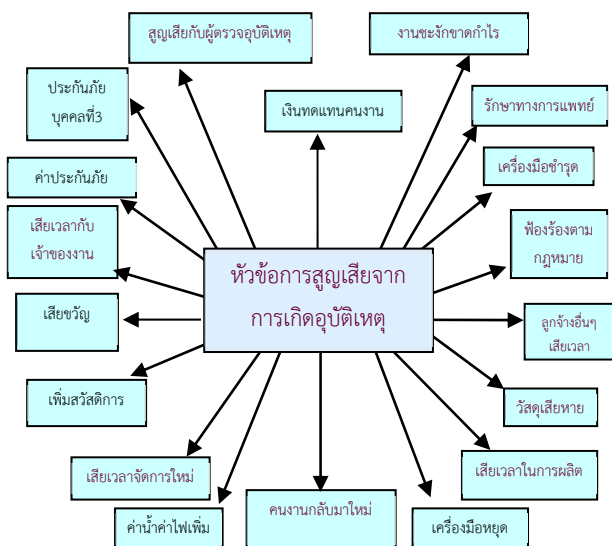 สูญเสียกับผู้ตรวจอุบัติเหตุ
งานชะงักขาดกำไร
ประกันภัย
บุคคลที่3
เงินทดแทนคนงาน
รักษาทางการแพทย์
ค่าประกันภัย
เครื่องมือชำรุด
เสียเวลากับ
เจ้าของงาน
ฟ้องร้องตาม
กฎหมาย
หัวข้อการสูญเสียจาก
การเกิดอุบัติเหตุ
เสียขวัญ
ลูกจ้างอื่นๆ
เสียเวลา
เพิ่มสวัสดิการ
วัสดุเสียหาย
เสียเวลาจัดการใหม่
เสียเวลาในการผลิต
ค่าน้ำค่าไฟเพิ่ม
คนงานกลับมาใหม่
เครื่องมือหยุด